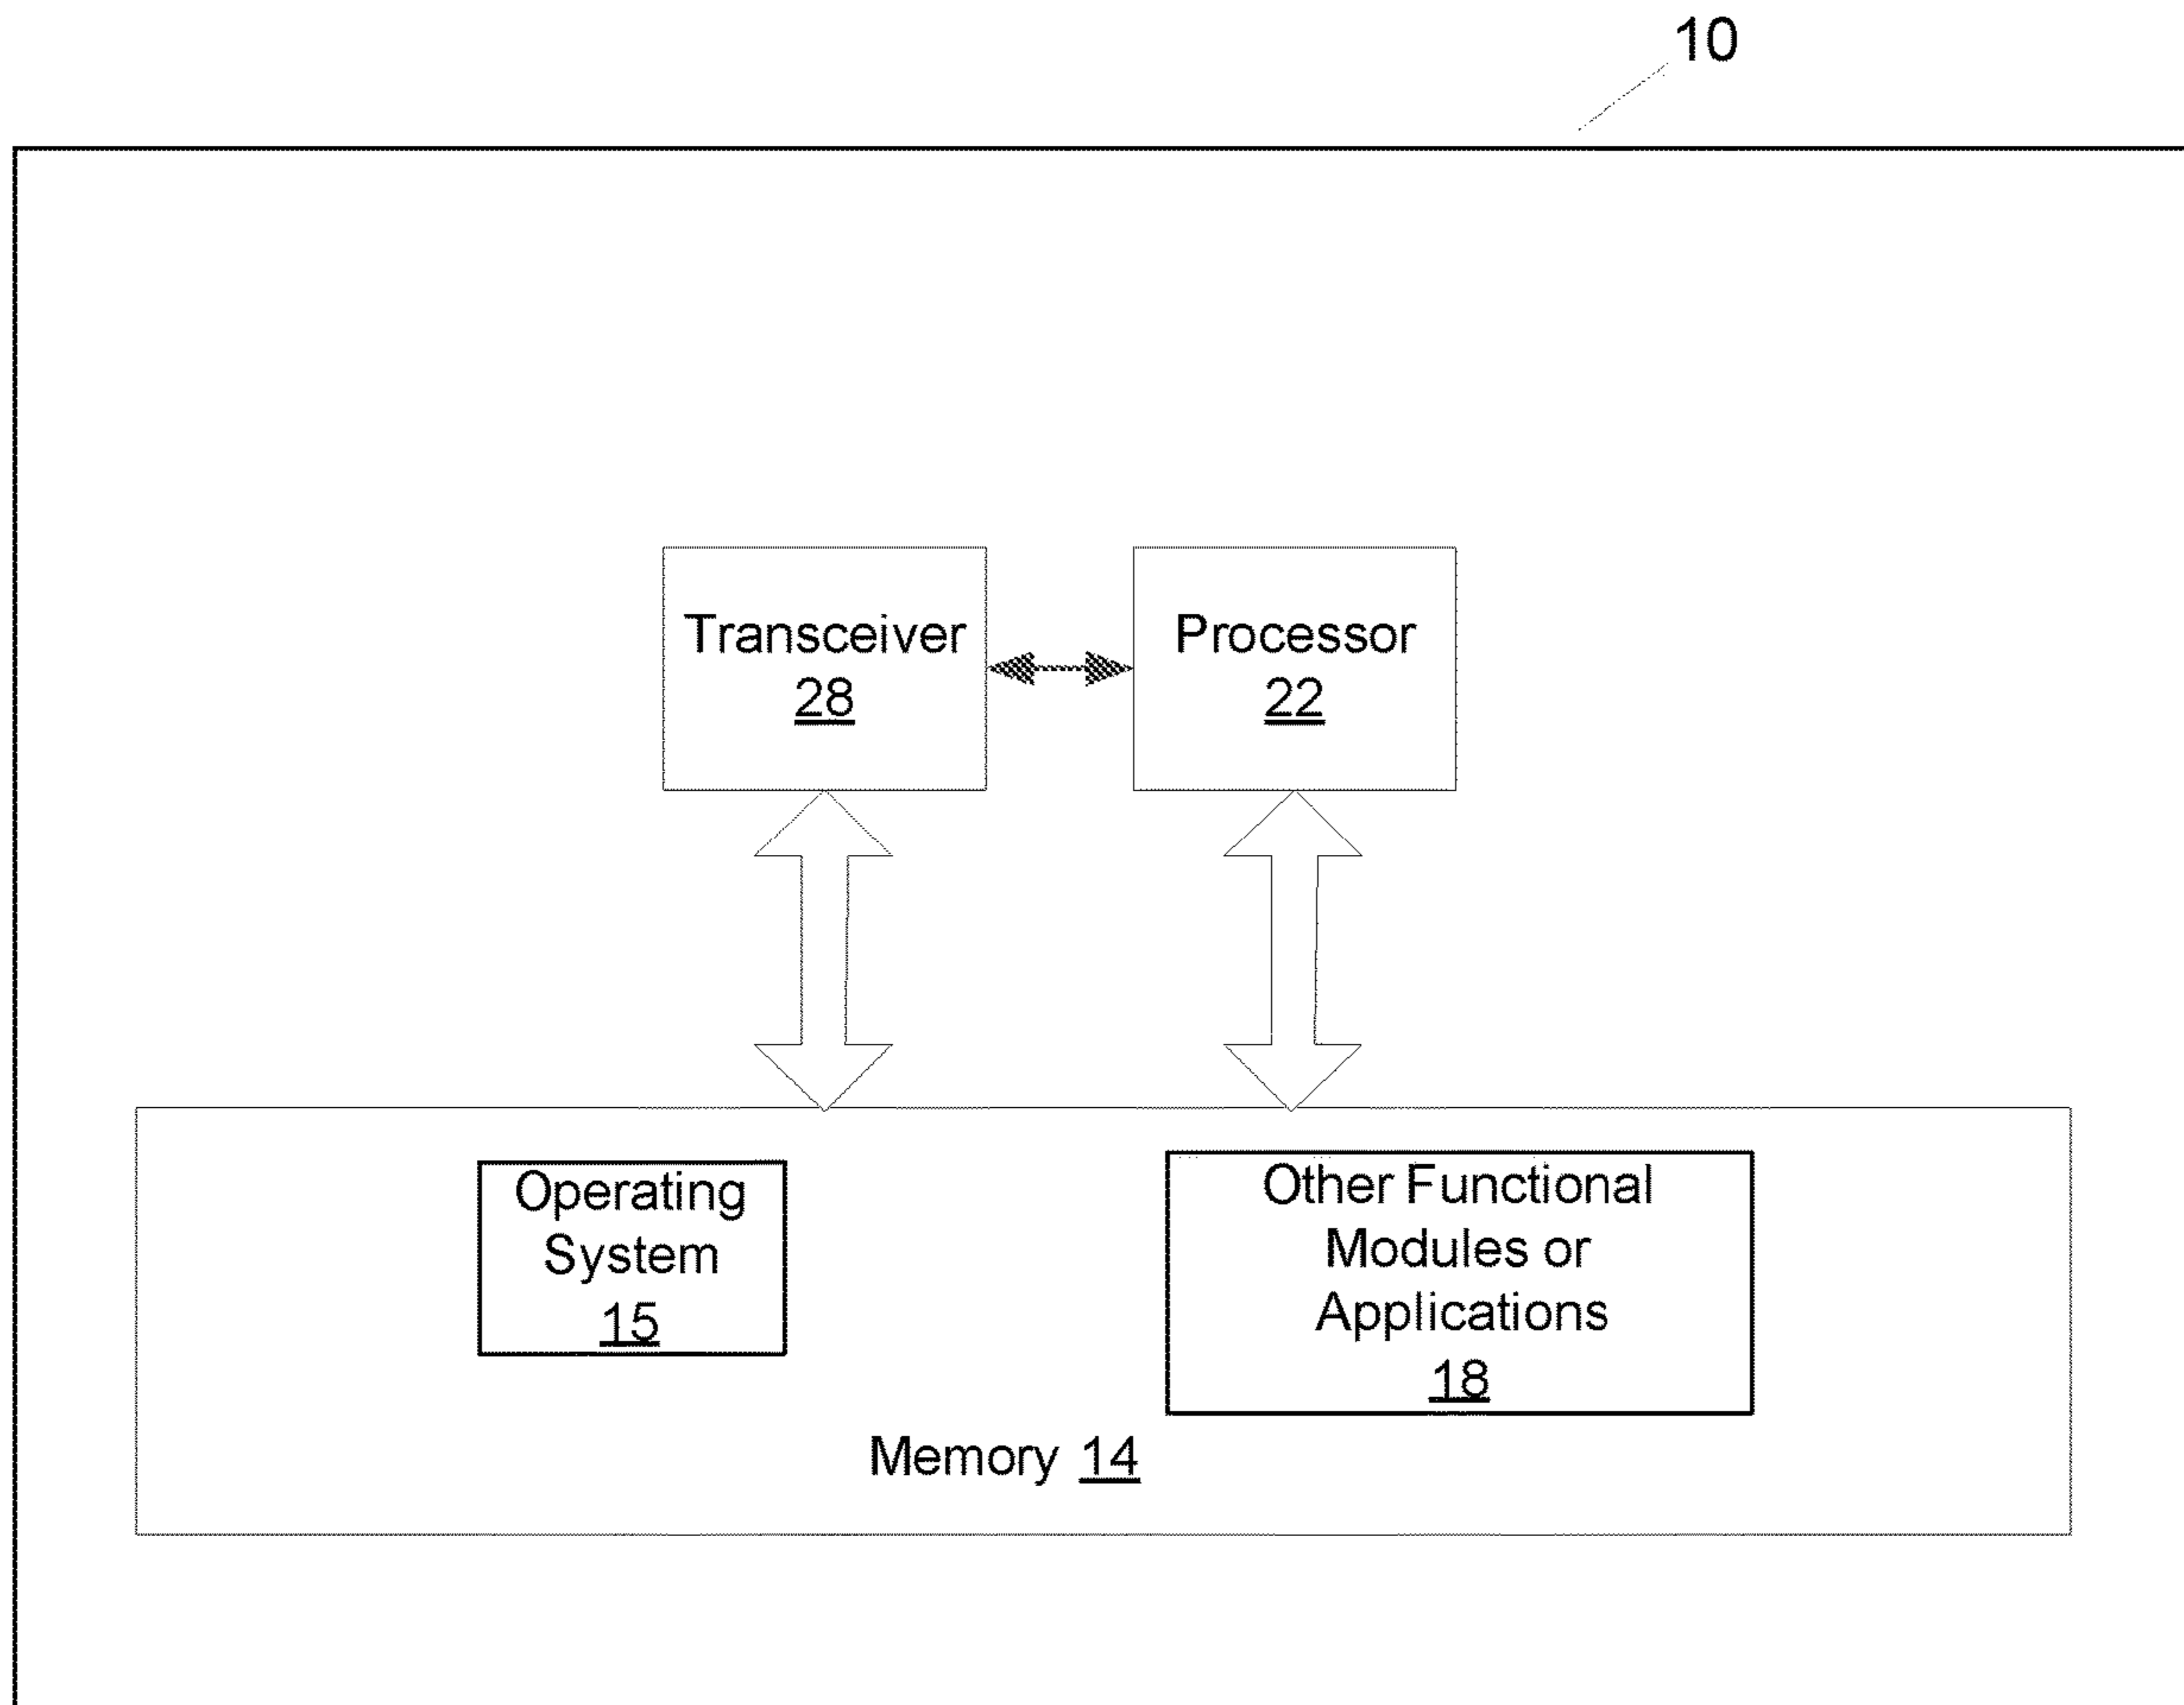 10
Transceiver
28
Processor
22
Operating
System
15
Other Functional
Modules or
Applications
18
Memory 14